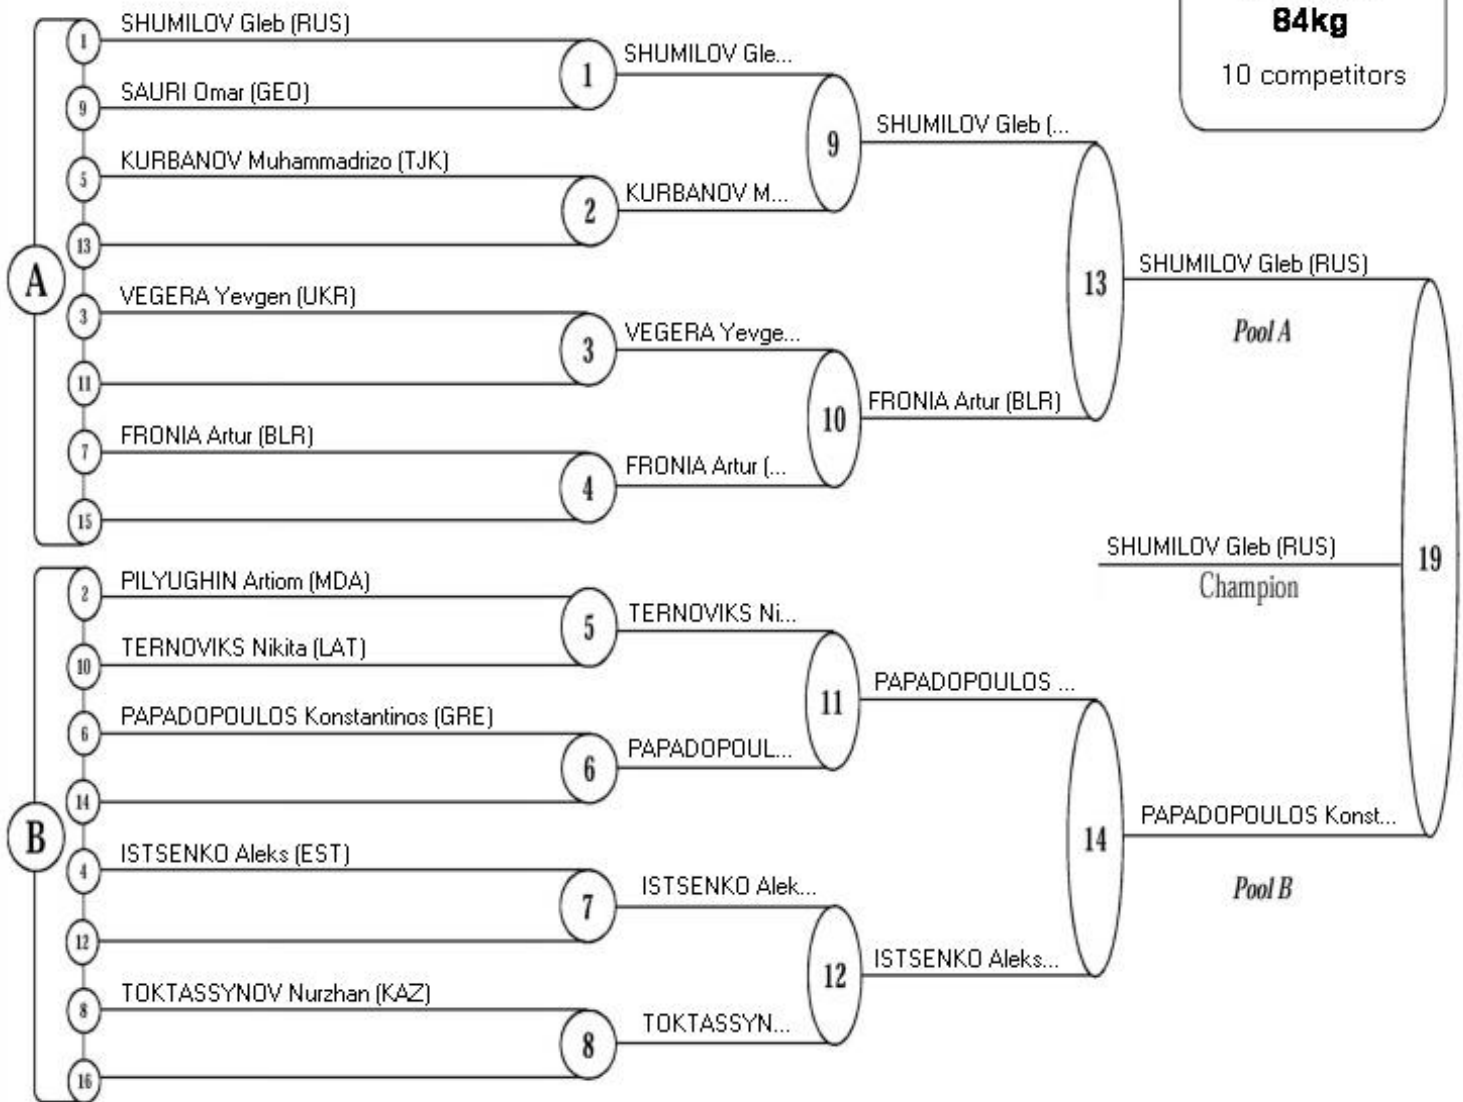 84kg
10 competitors
A
1
SHUMILOV Gleb (RUS)
9
SAURI Omar (GEO)
1
SHUMILOV Gle...
5
KURBANOV Muhammadrizo (TJK)
13
2
KURBANOV M...
9
SHUMILOV Gleb (...
3
VEGERA Yevgen (UKR)
11
3
VEGERA Yevge...
7
FRONIA Artur (BLR)
15
4
FRONIA Artur (...
10
FRONIA Artur (BLR)
13
SHUMILOV Gleb (RUS)
Pool A
B
2
PILYUGHIN Artiom (MDA)
10
TERNOVIKS Nikita (LAT)
5
TERNOVIKS Ni...
6
PAPADOPOULOS Konstantinos (GRE)
14
6
PAPADOPOUL...
11
PAPADOPOULOS ...
4
ISTSENKO Aleks (EST)
12
7
ISTSENKO Alek...
8
TOKTASSYNOV Nurzhan (KAZ)
16
8
TOKTASSYN...
12
ISTSENKO Aleks...
14
PAPADOPOULOS Konst...
Pool B
19
SHUMILOV Gleb (RUS)
Champion